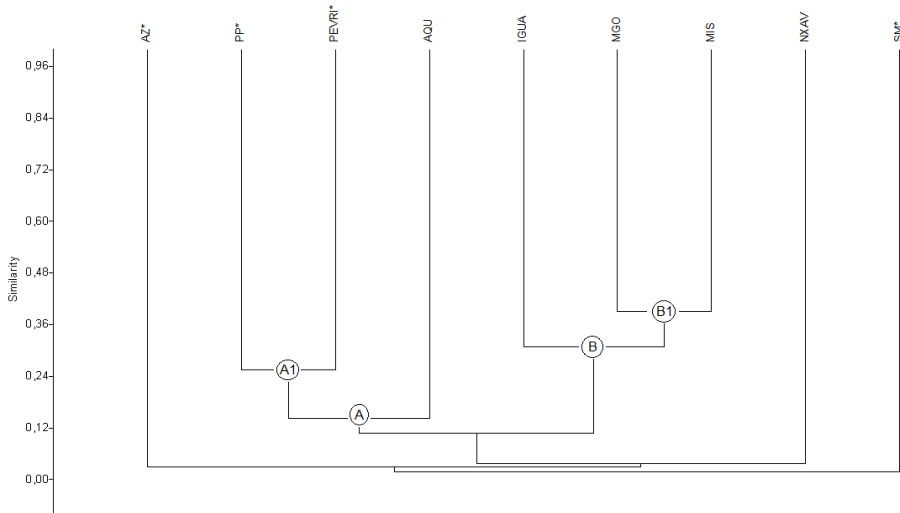 AZ*
PP*
PEVRI*
AQU
IGUA
MGO
MIS
NXAV
SM*
0,96
0,84
0,72
0,60
0,48
0,36
0,24
0,12
0,00
Similarity
B1
B
A1
A